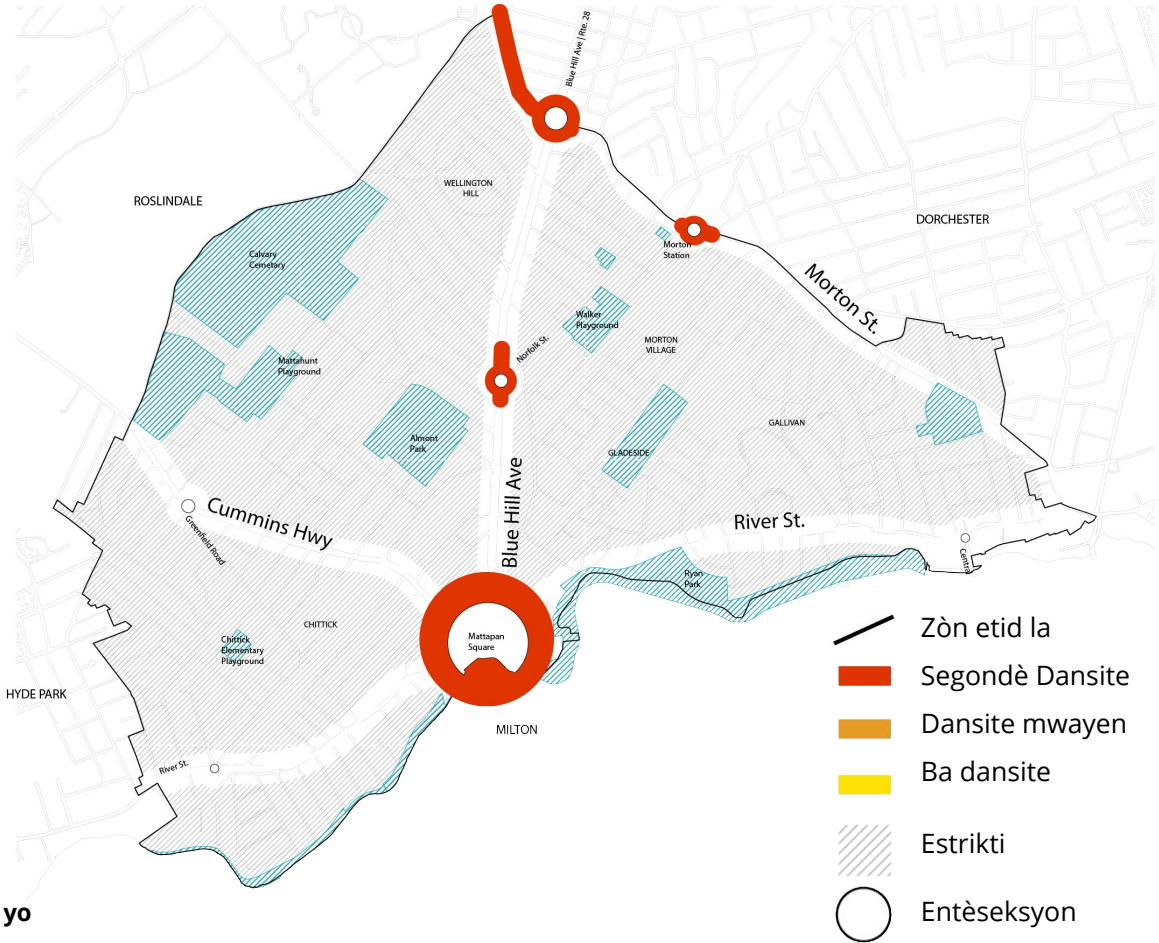 Blue Hill Ave | Rte. 28
WELLINGTON
HILL
ROSLINDALE
DORCHESTER
Morton
Station
Calvary
Cemetary
Morton St.
Walker
Playground
Norfolk St.
MORTON
VILLAGE
Mattahunt
Playground
GALLIVAN
Almont
Park
GLADESIDE
Blue Hill Ave
Cummins Hwy
River St.
Greenfield Road
Central
Ryan
Park
CHITTICK
Mattapan
Square
Chittick
Elementary
Playground
HYDE PARK
MILTON
River St.
Zòn etid la
Segondè Dansite
Dansite mwayen
Ba dansite
Estrikti
Entèseksyon
yo